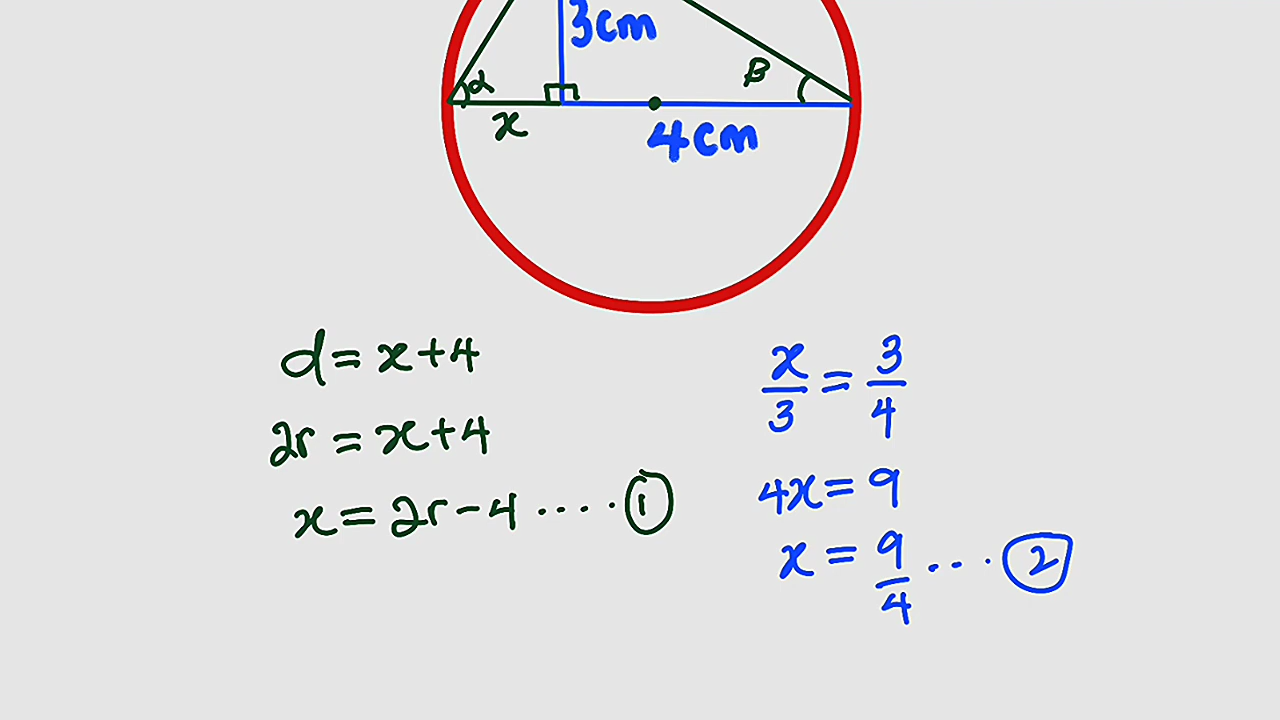 3cm
α
β
x
4cm
d = x+4
2r = x+4
x = 2r - 4 ····· ①
x/3 = 3/4
4x = 9
x = 9/4 ··· ②